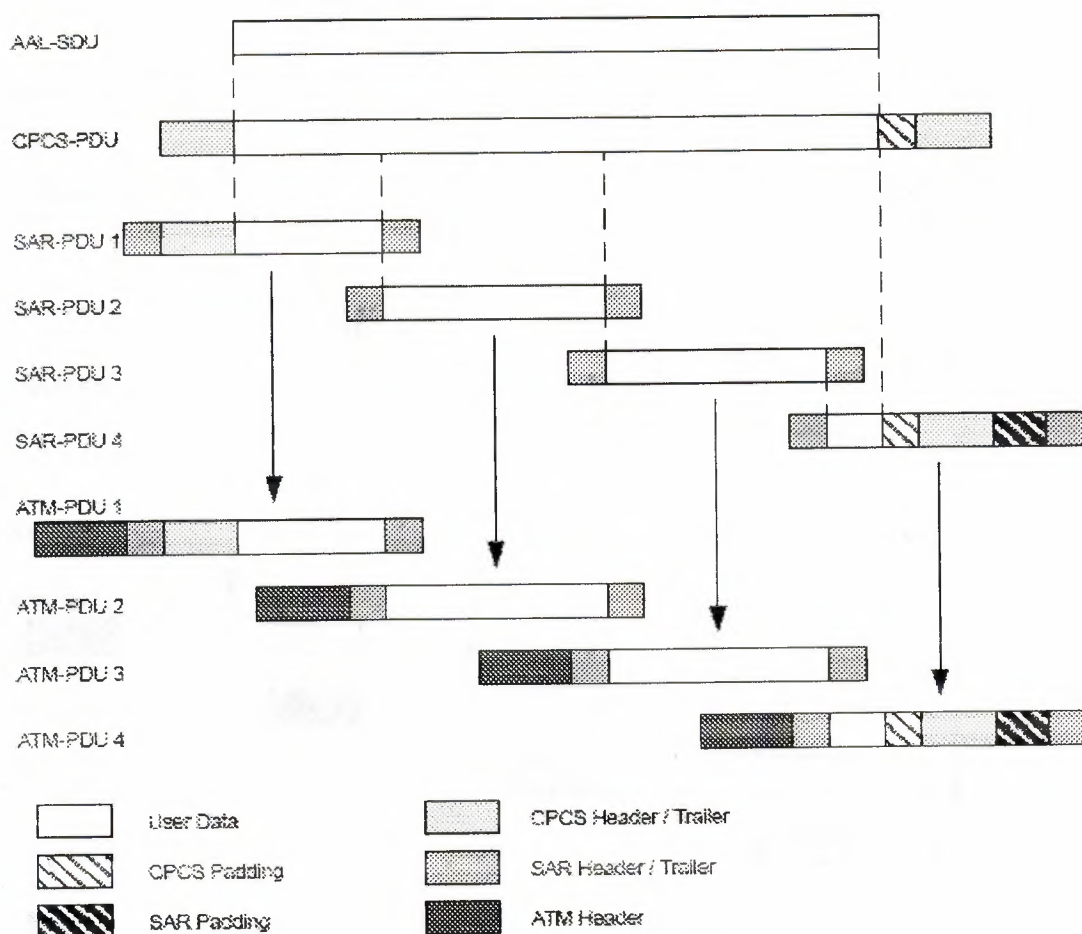 AAL-SDU
CPCS-PDU
SAR-PDU 1
SAR-PDU 2
SAR-PDU 3
SAR-PDU 4
ATM-PDU 1
ATM-PDU 2
ATM-PDU 3
ATM-PDU 4
User Data
CPCS Header / Trailer
CPCS Padding
SAR Header / Trailer
SAR Padding
ATM Header